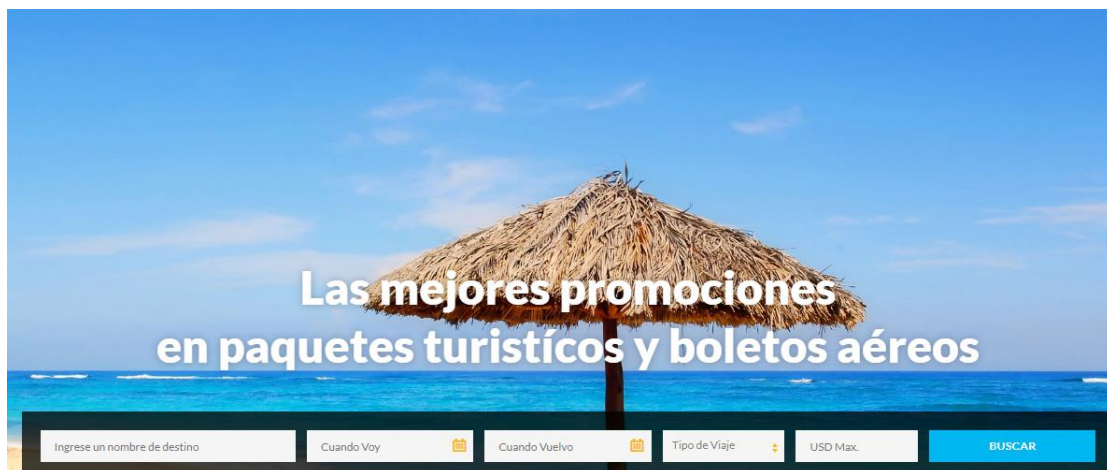 Las mejores promociones
en paquetes turistícos y boletos aéreos
Ingrese un nombre de destino
Cuando Voy
Cuando Vuelvo
Tipo de Viaje
USD Max.
BUSCAR